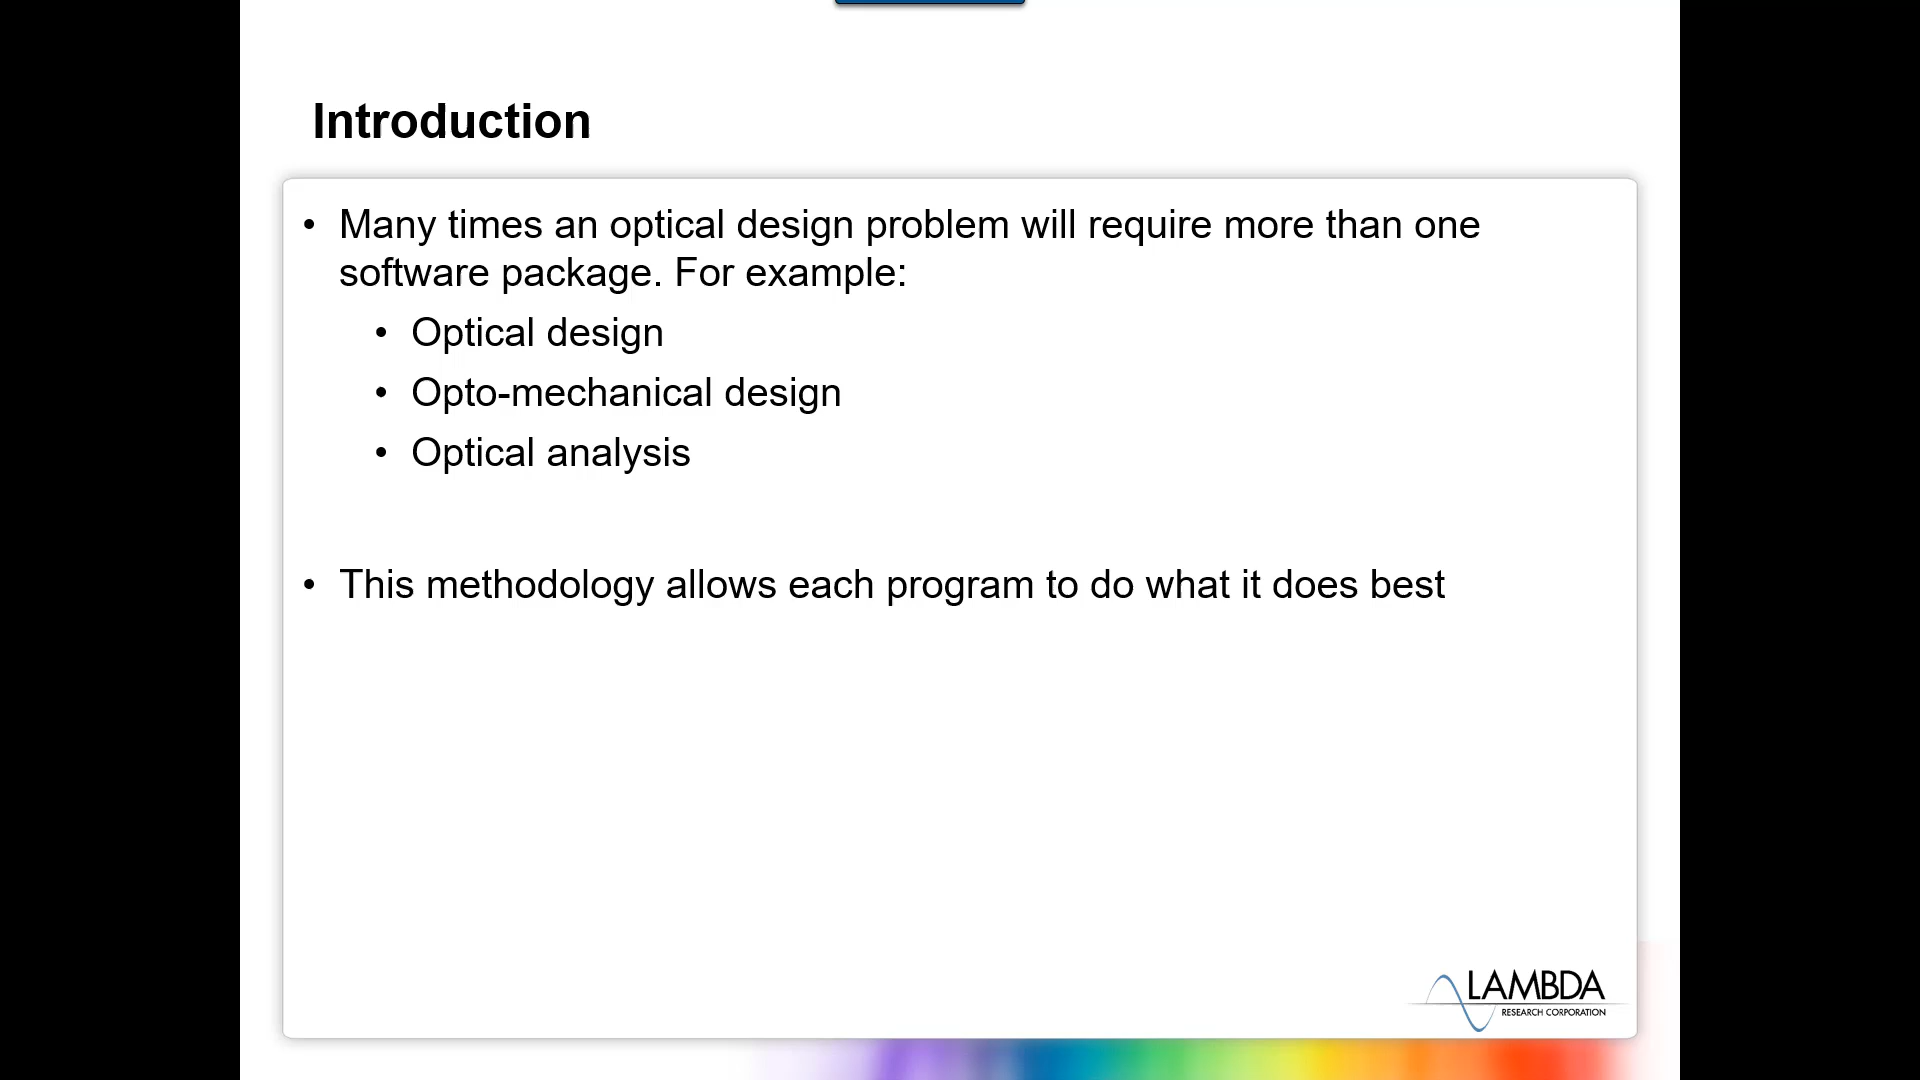 Introduction
• Many times an optical design problem will require more than one
software package. For example:
• Optical design
• Opto-mechanical design
• Optical analysis
• This methodology allows each program to do what it does best
LAMBDA
RESEARCH CORPORATION